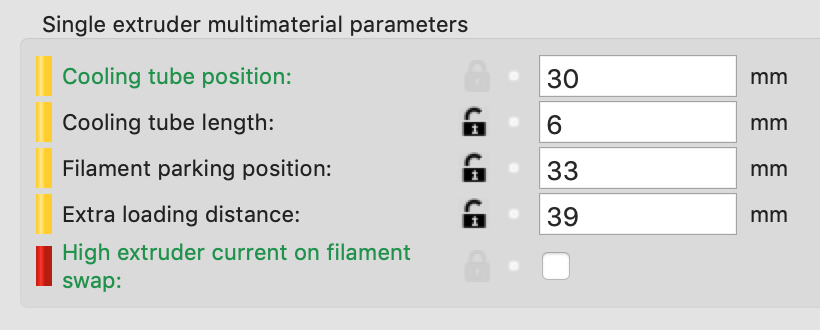 Single extruder multimaterial parameters
Cooling tube position: 30 mm
Cooling tube length: 6 mm
Filament parking position: 33 mm
Extra loading distance: 39 mm
High extruder current on filament
swap: